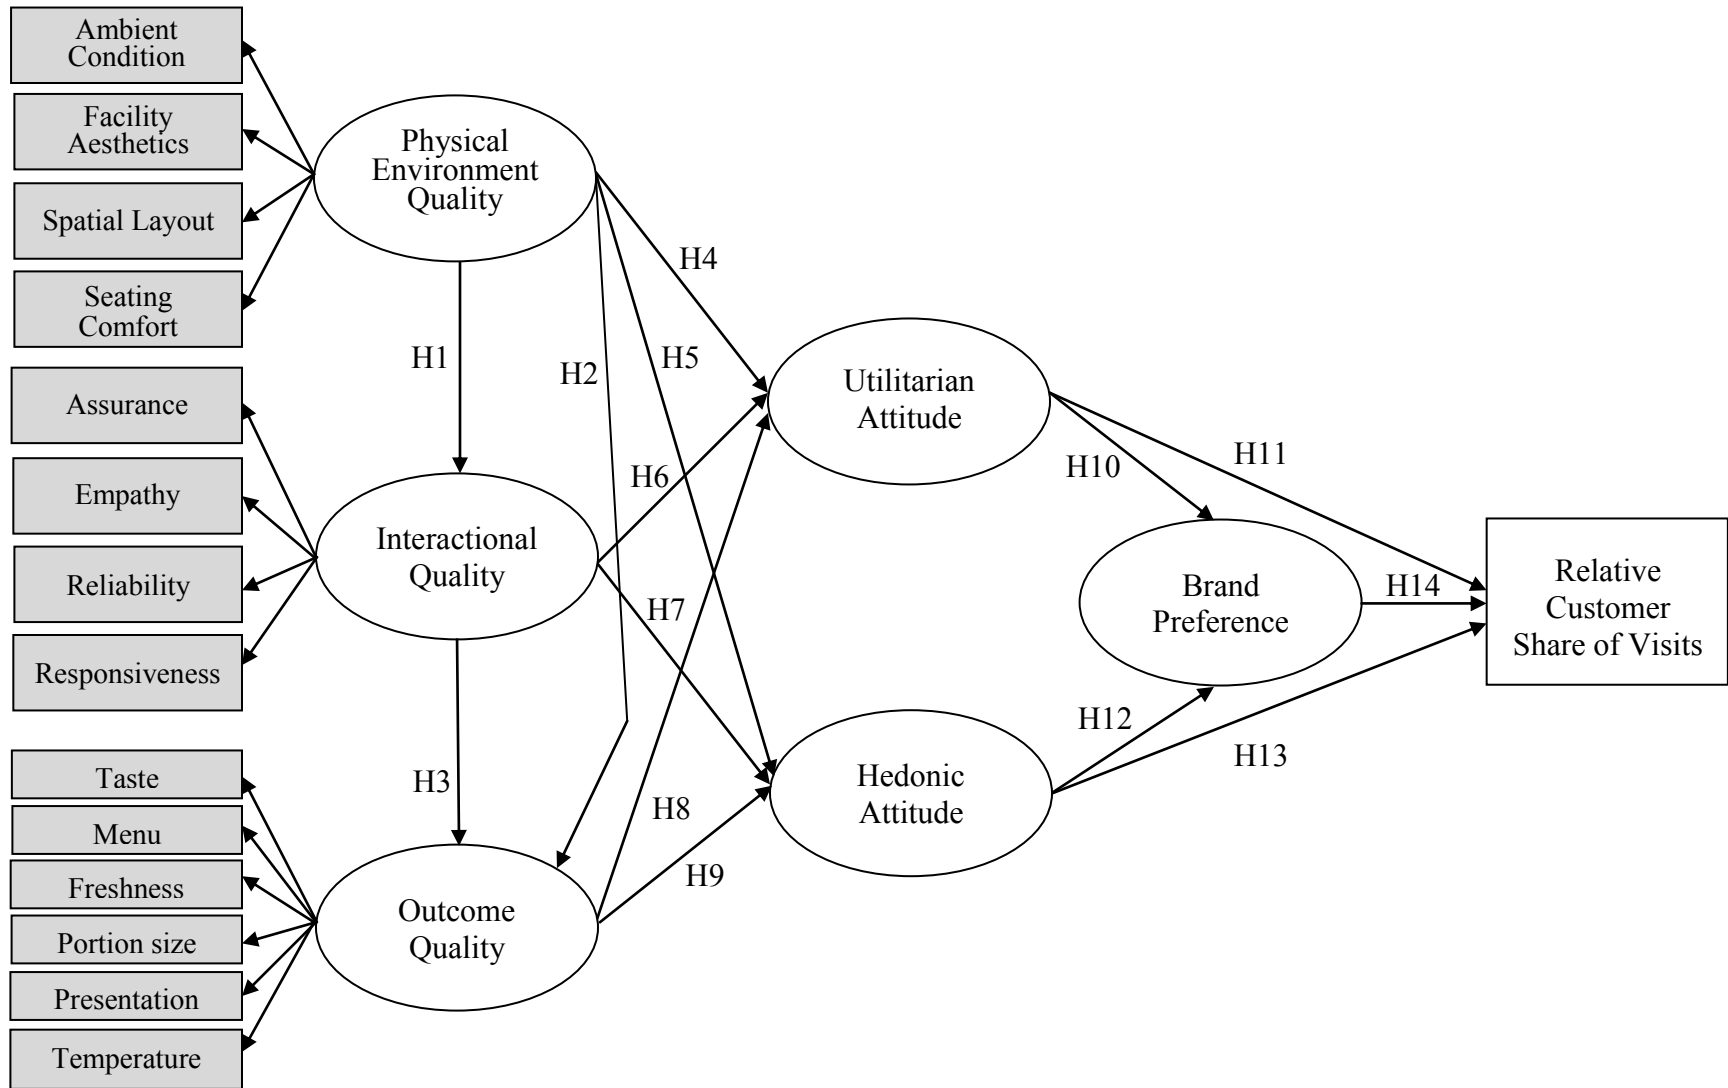 Ambient
Condition
Facility
Aesthetics
Spatial Layout
Seating
Comfort
Assurance
Empathy
Reliability
Responsiveness
Taste
Menu
Freshness
Portion size
Presentation
Temperature
Physical
Environment
Quality
H1
H2
H3
Interactional
Quality
Outcome
Quality
H4
H5
H6
H7
H8
H9
Utilitarian
Attitude
Hedonic
Attitude
H10
H11
H12
H13
Brand
Preference
H14
Relative
Customer
Share of Visits